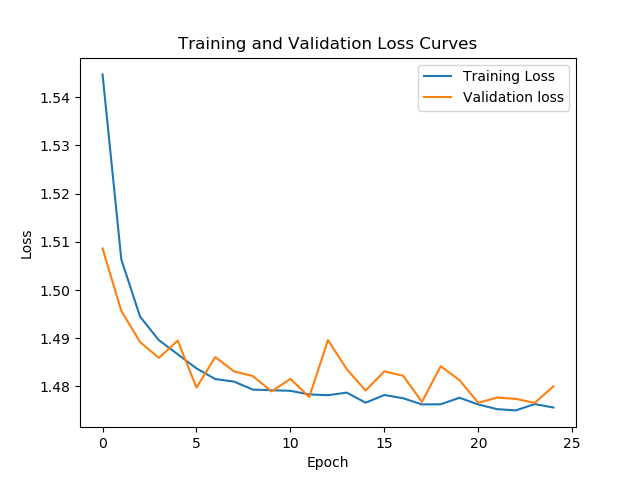 Training and Validation Loss Curves
Training Loss
Validation loss
1.54
1.53
1.52
1.51
1.50
1.49
1.48
Loss
0
5
10
15
20
25
Epoch